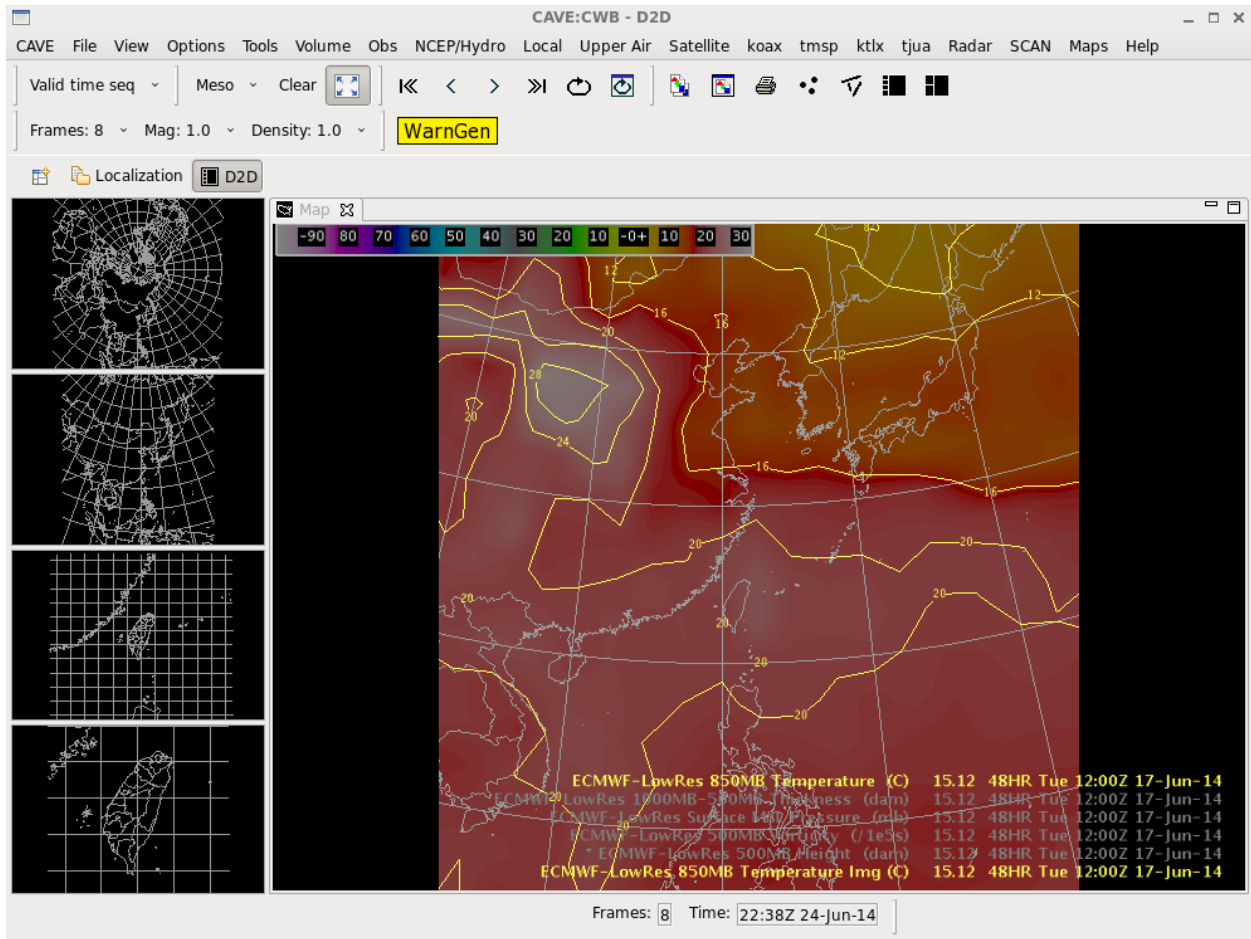 CAVE:CWB - D2D
CAVE File View Options Tools Volume Obs NCEP/Hydro Local Upper Air Satellite koax tmsp ktlx tjua Radar SCAN Maps Help
Valid time seq Meso Clear
Frames: 8 Mag: 1.0 Density: 1.0 WarnGen
Localization D2D
Map
-90 80 70 60 50 40 30 20 10 -0+ 10 20 30
8
12
12
16
16
20
12
28
20
24
16
16
20
20
20
20
20
20
20
ECMWF-LowRes 850MB Temperature (C) 15.12 48HR Tue 12:00Z 17-Jun-14
20
ECMWF-LowRes 1000MB-500MB Thickness (dam) 15.12 48HR Tue 12:00Z 17-Jun-14
ECMWF-LowRes Surface MSL Pressure (mb) 15.12 48HR Tue 12:00Z 17-Jun-14
20
ECMWF-LowRes 500MB Vorticity (/1e5s) 15.12 48HR Tue 12:00Z 17-Jun-14
* ECMWF-LowRes 500MB Height (dam) 15.12 48HR Tue 12:00Z 17-Jun-14
ECMWF-LowRes 850MB Temperature Img (C) 15.12 48HR Tue 12:00Z 17-Jun-14
Frames: 8 Time: 22:38Z 24-Jun-14